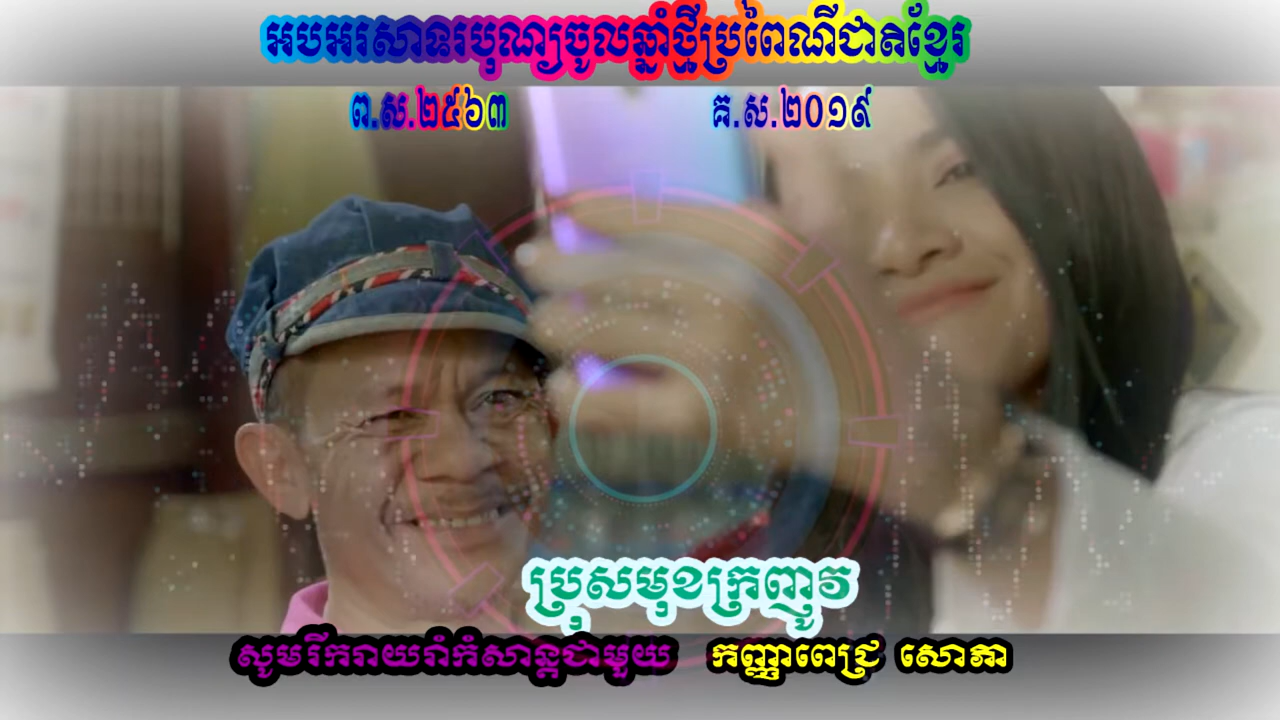 អបអរសាទរបុណ្យចូលឆ្នាំថ្មីប្រពៃណីជាតិខ្មែរ
ព.ស.២៥៦៣ គ.ស.២០១៩
ប្រុសមុខក្រញូវ
សូមរីករាយរាំកំសាន្តជាមួយ កញ្ញាពេជ្រ សោភា